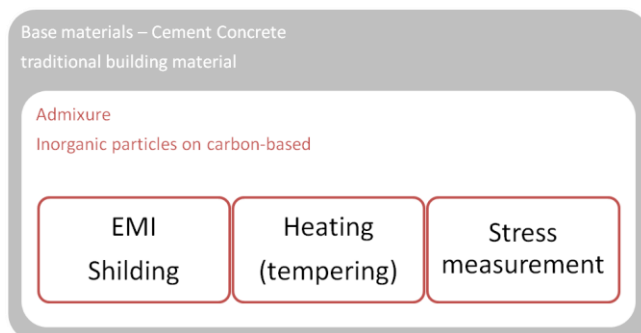 Base materials – Cement Concrete
traditional building material
Admixure
Inorganic particles on carbon-based
EMI
Shilding
Heating
(tempering)
Stress
measurement